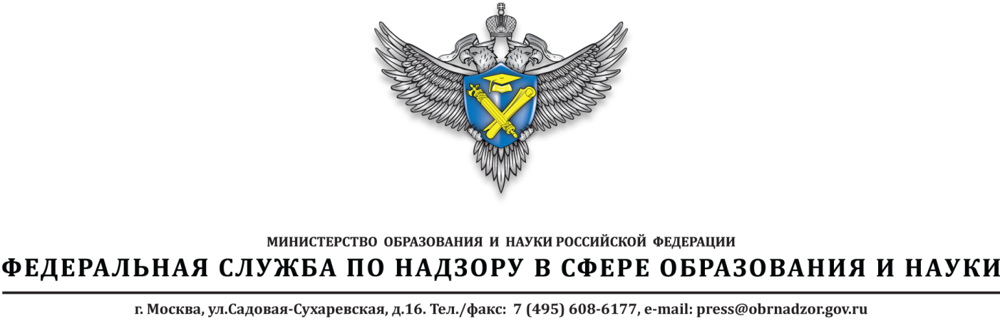 МИНИСТЕРСТВО ОБРАЗОВАНИЯ И НАУКИ РОССИЙСКОЙ ФЕДЕРАЦИИ
ФЕДЕРАЛЬНАЯ СЛУЖБА ПО НАДЗОРУ В СФЕРЕ ОБРАЗОВАНИЯ И НАУКИ
г. Москва, ул.Садовая-Сухаревская, д.16. Тел./факс: 7 (495) 608-6177, e-mail: press@obrnadzor.gov.ru